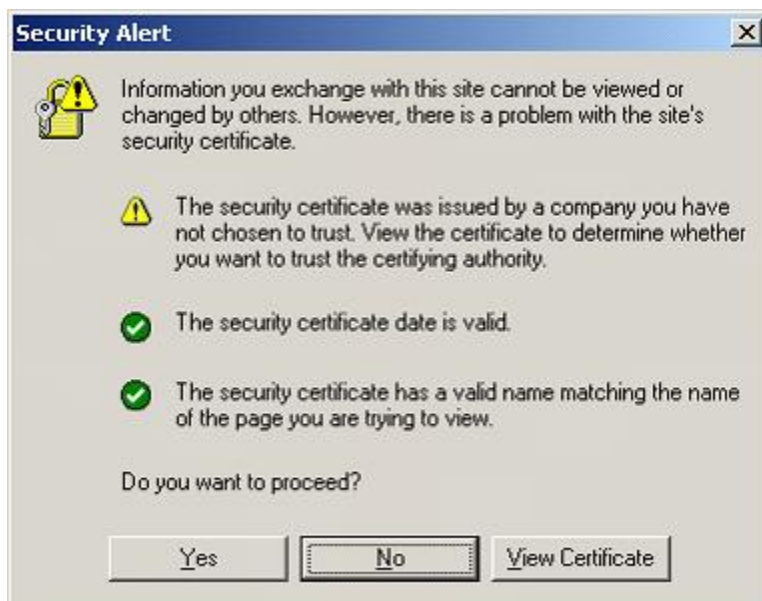 Security Alert
Information you exchange with this site cannot be viewed or
changed by others. However, there is a problem with the site's
security certificate.
The security certificate was issued by a company you have
not chosen to trust. View the certificate to determine whether
you want to trust the certifying authority.
The security certificate date is valid.
The security certificate has a valid name matching the name
of the page you are trying to view.
Do you want to proceed?
Yes No View Certificate